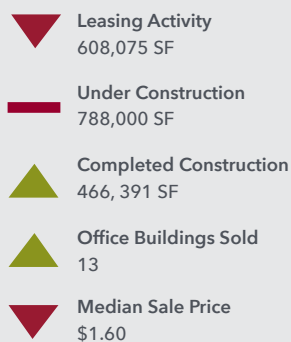 Leasing Activity
608,075 SF
Under Construction
788,000 SF
Completed Construction
466, 391 SF
Office Buildings Sold
13
Median Sale Price
$1.60